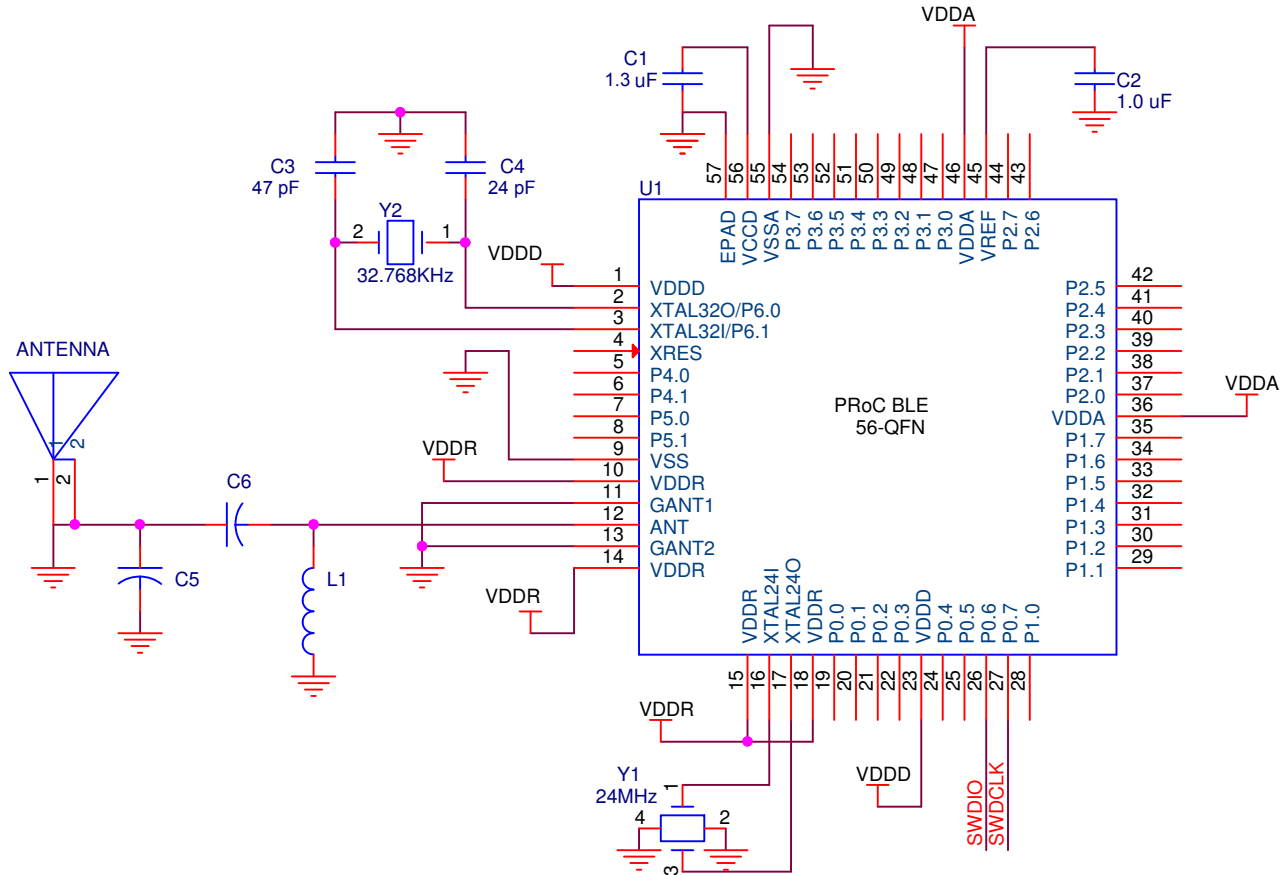 VDDA
C1
1.3 uF
C2
1.0 uF
C3
47 pF
C4
24 pF
Y2
2
1
32.768KHz
U1
57
56
55
54
53
52
51
50
49
48
47
46
45
44
43
EPAD
VCCD
VSSA
P3.7
P3.6
P3.5
P3.4
P3.3
P3.2
P3.1
P3.0
VDDA
VREF
P2.7
P2.6
VDDD
1
VDDD
2
XTAL32O/P6.0
3
XTAL32I/P6.1
4
XRES
5
P4.0
6
P4.1
7
P5.0
8
P5.1
9
VSS
VDDR
10
VDDR
11
GANT1
12
ANT
13
GANT2
14
VDDR
VDDR
PRoC BLE
56-QFN
P2.5
42
P2.4
41
P2.3
40
P2.2
39
P2.1
38
P2.0
37
VDDA
36
VDDA
P1.7
35
P1.6
34
P1.5
33
P1.4
32
P1.3
31
P1.2
30
P1.1
29
ANTENNA
1
2
1
2
C6
C5
L1
VDDR
XTAL24I
XTAL24O
VDDR
P0.0
P0.1
P0.2
P0.3
VDDD
P0.4
P0.5
P0.6
P0.7
P1.0
15
16
17
18
19
20
21
22
23
24
25
26
27
28
VDDR
Y1
24MHz
1
4
2
3
VDDD
SWDIO
SWDCLK